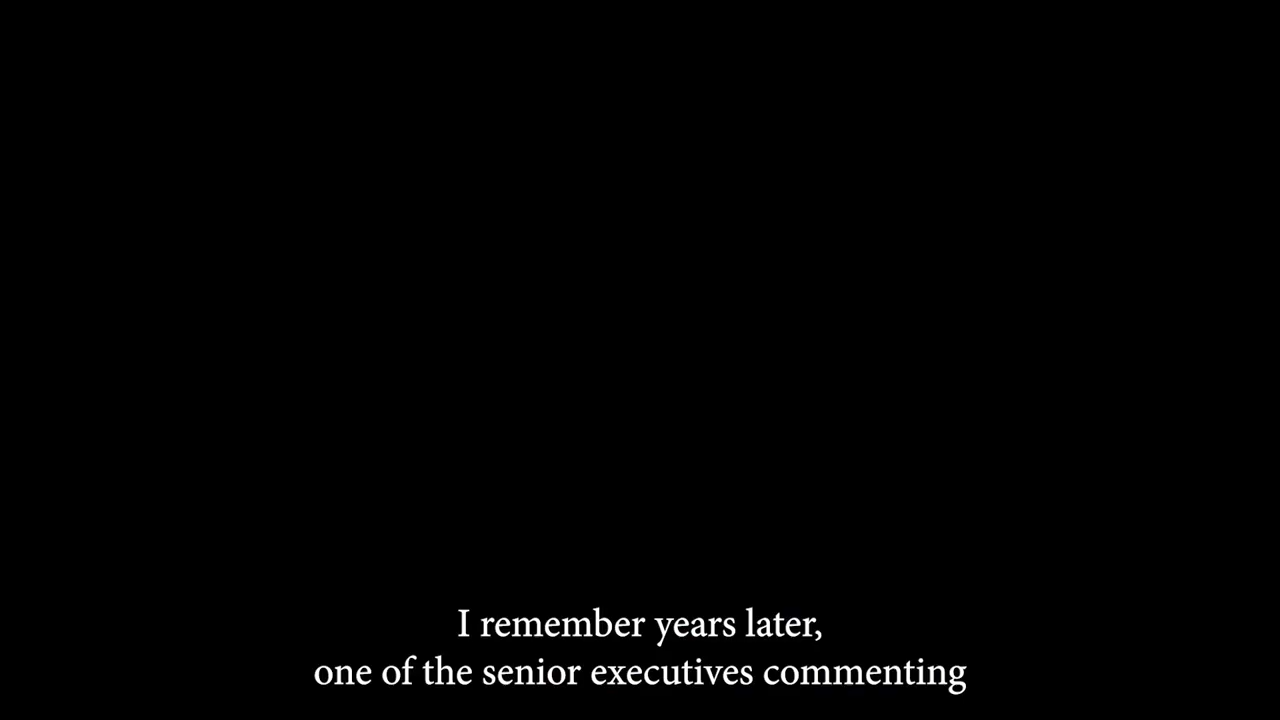 I remember years later,
one of the senior executives commenting